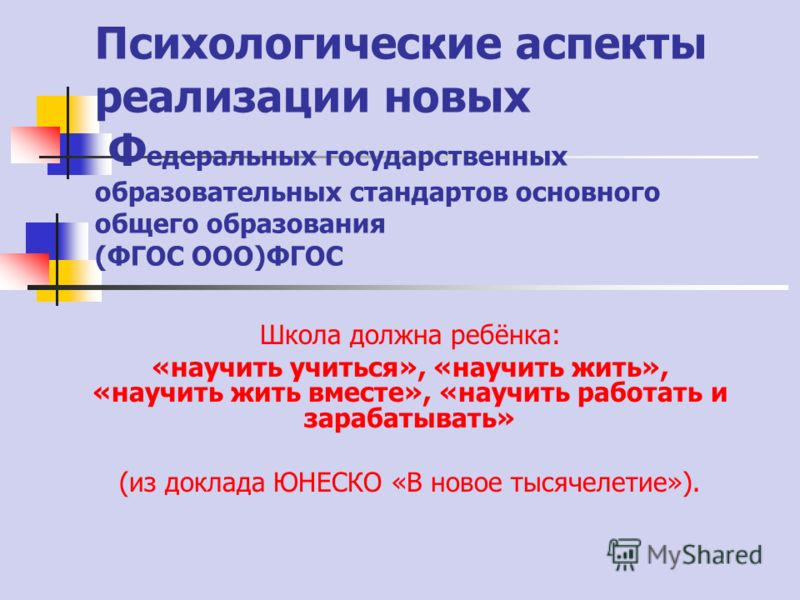 Психологические аспекты
реализации новых
Федеральных государственных
образовательных стандартов основного
общего образования
(ФГОС ООО)ФГОС
Школа должна ребёнка:
«научить учиться», «научить жить»,
«научить жить вместе», «научить работать и
зарабатывать»
(из доклада ЮНЕСКО «В новое тысячелетие»).
MyShared